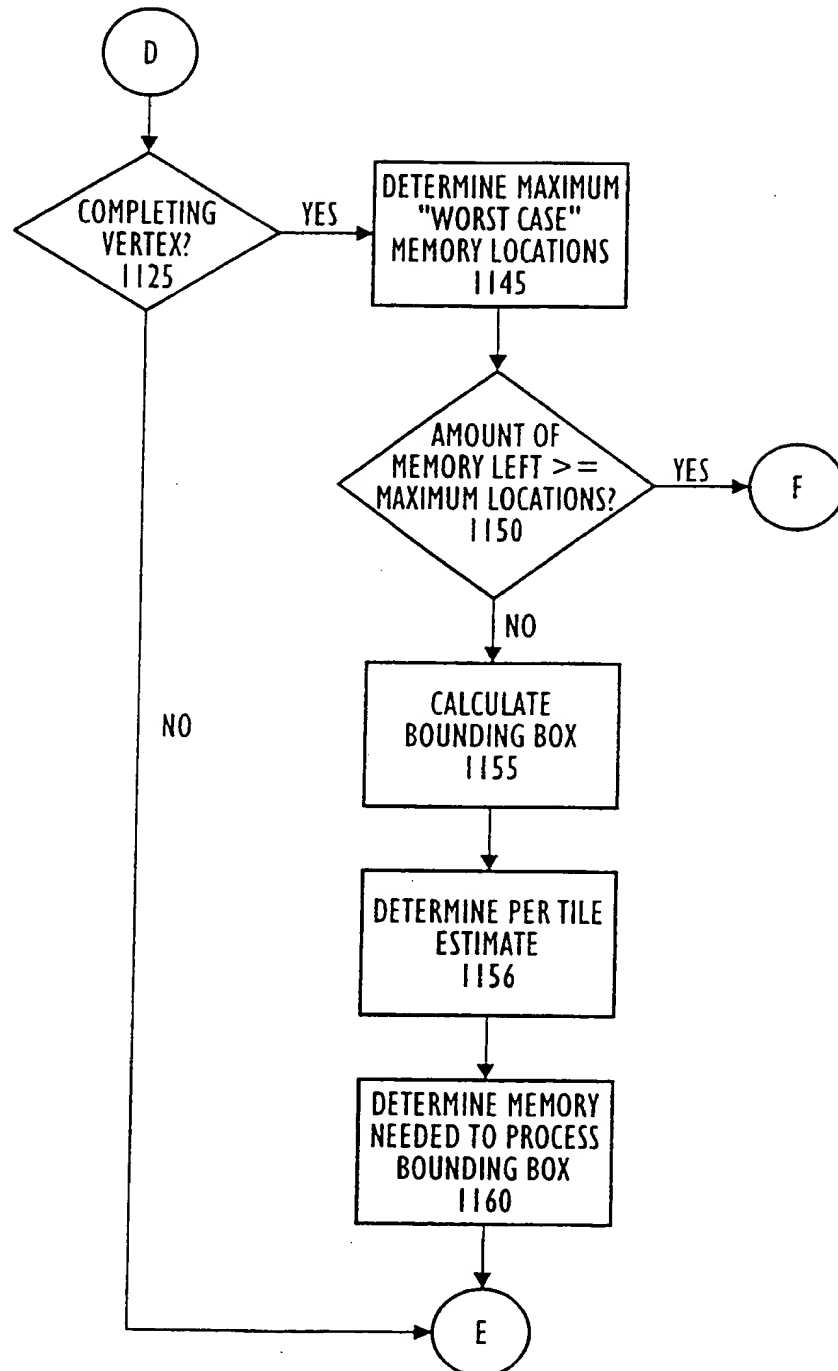 D
COMPLETING
VERTEX?
1125
YES
DETERMINE MAXIMUM
"WORST CASE"
MEMORY LOCATIONS
1145
AMOUNT OF
MEMORY LEFT >=
MAXIMUM LOCATIONS?
1150
YES
F
NO
CALCULATE
BOUNDING BOX
1155
NO
DETERMINE PER TILE
ESTIMATE
1156
DETERMINE MEMORY
NEEDED TO PROCESS
BOUNDING BOX
1160
E